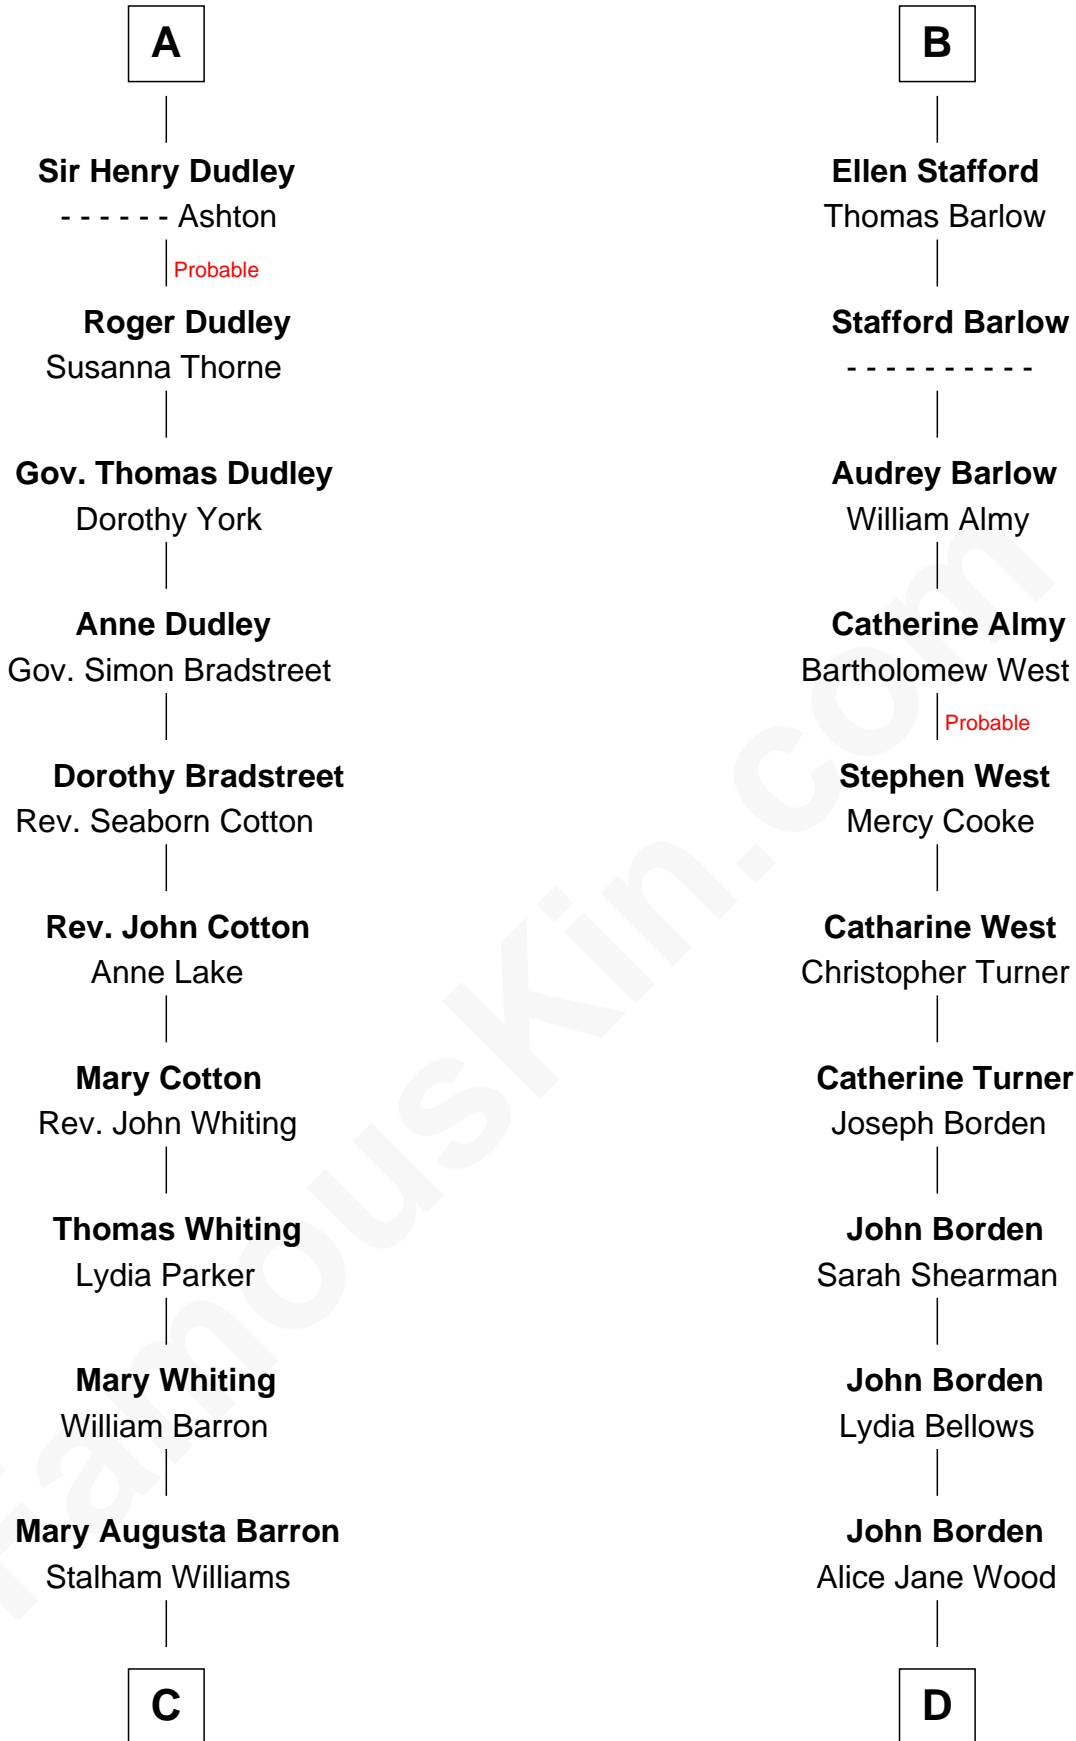 A
Sir Henry Dudley
- - - - - - Ashton
Probable
Roger Dudley
Susanna Thorne
Gov. Thomas Dudley
Dorothy York
Anne Dudley
Gov. Simon Bradstreet
Dorothy Bradstreet
Rev. Seaborn Cotton
Rev. John Cotton
Anne Lake
Mary Cotton
Rev. John Whiting
Thomas Whiting
Lydia Parker
Mary Whiting
William Barron
Mary Augusta Barron
Stalham Williams
C
B
Ellen Stafford
Thomas Barlow
Stafford Barlow
- - - - - - - - - -
Audrey Barlow
William Almy
Catherine Almy
Bartholomew West
Probable
Stephen West
Mercy Cooke
Catharine West
Christopher Turner
Catherine Turner
Joseph Borden
John Borden
Sarah Shearman
John Borden
Lydia Bellows
John Borden
Alice Jane Wood
D
FamousKin.com